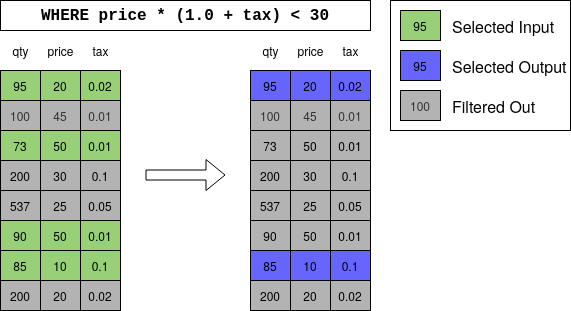 WHERE price * (1.0 + tax) < 30
qty price tax
95 20 0.02
100 45 0.01
73 50 0.01
200 30 0.1
537 25 0.05
90 50 0.01
85 10 0.1
200 20 0.02
qty price tax
95 20 0.02
100 45 0.01
73 50 0.01
200 30 0.1
537 25 0.05
90 50 0.01
85 10 0.1
200 20 0.02
95 Selected Input
95 Selected Output
100 Filtered Out